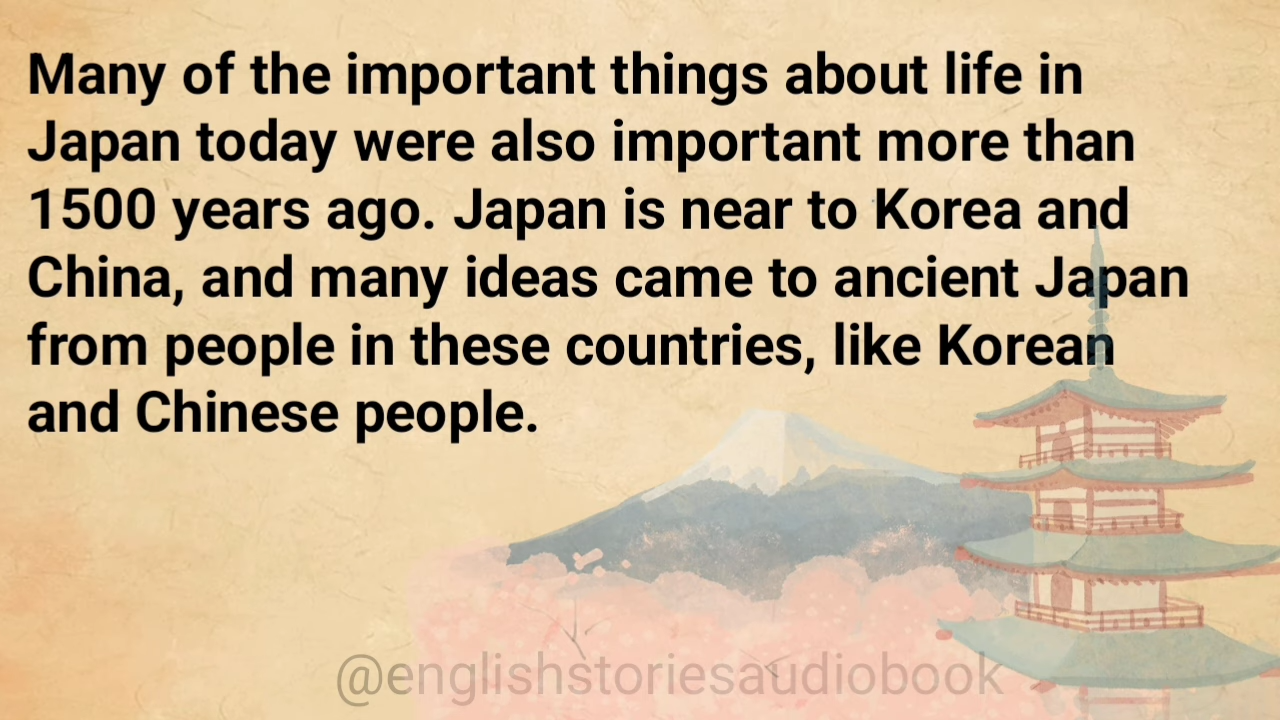 Many of the important things about life in
Japan today were also important more than
1500 years ago. Japan is near to Korea and
China, and many ideas came to ancient Japan
from people in these countries, like Korean
and Chinese people.
@englishstoriesaudiobook